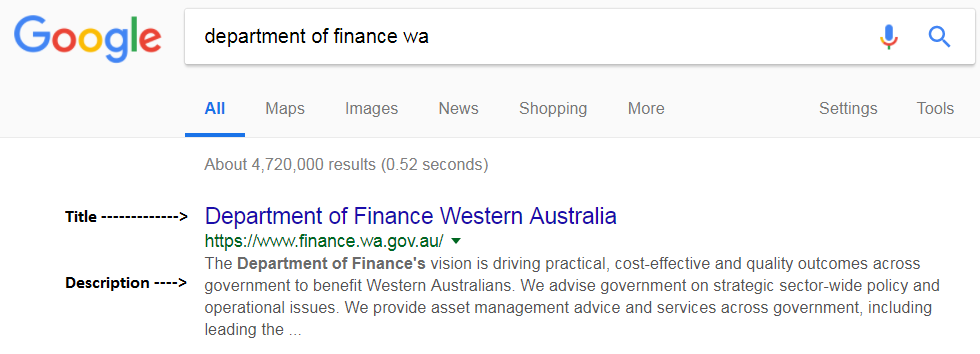 Google
department of finance wa
All Maps Images News Shopping More Settings Tools
About 4,720,000 results (0.52 seconds)
Title -------------> Department of Finance Western Australia
https://www.finance.wa.gov.au/
The Department of Finance's vision is driving practical, cost-effective and quality outcomes across
Description ----> government to benefit Western Australians. We advise government on strategic sector-wide policy and
operational issues. We provide asset management advice and services across government, including
leading the ...